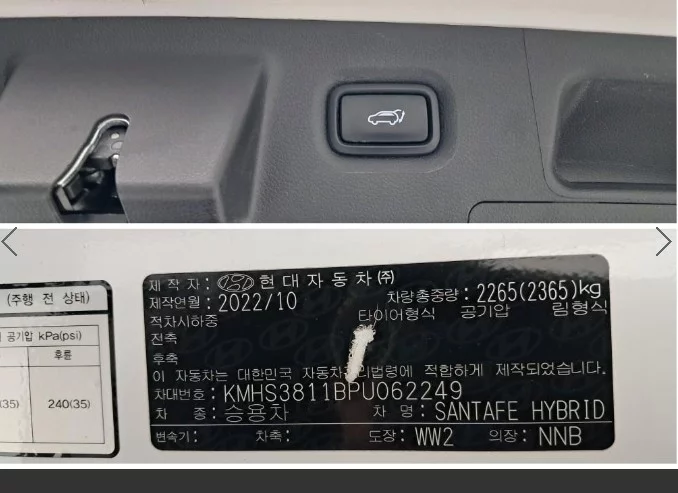 (주행 전 상태)
공기압 kPa(psi)
후륜
(35) 240(35)
제 작 자 : 현대자동차(주)
제작연월 : 2022/10 차량총중량 : 2265(2365)kg
적차시하중 타이어형식 공기압 림형식
전축
후축
이 자동차는 대한민국 자동차관리법령에 적합하게 제작되었습니다.
차대번호 : KMHS3811BPU062249
차 종 : 승용차 차 명 : SANTAFE HYBRID
변속기 : 차축 : 도장 : WW2 의장 : NNB